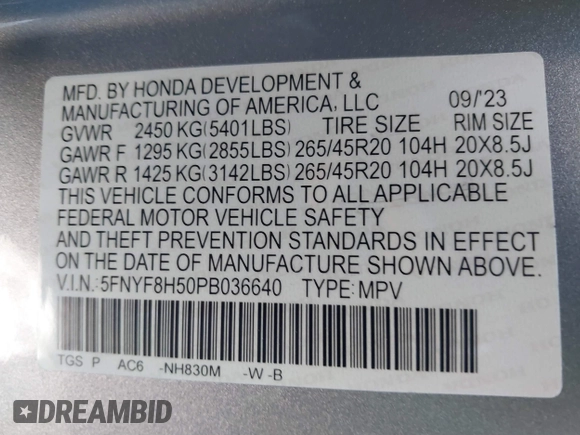 MFD. BY HONDA DEVELOPMENT &
MANUFACTURING OF AMERICA, LLC 09/'23
GVWR 2450 KG(5401LBS) TIRE SIZE RIM SIZE
GAWR F 1295 KG(2855LBS) 265/45R20 104H 20X8.5J
GAWR R 1425 KG(3142LBS) 265/45R20 104H 20X8.5J
THIS VEHICLE CONFORMS TO ALL APPLICABLE
FEDERAL MOTOR VEHICLE SAFETY
AND THEFT PREVENTION STANDARDS IN EFFECT
ON THE DATE OF MANUFACTURE SHOWN ABOVE.
V.I.N.:5FNYF8H50PB036640 TYPE:MPV
TGS P AC6 -NH830M -W -B
DREAMBID